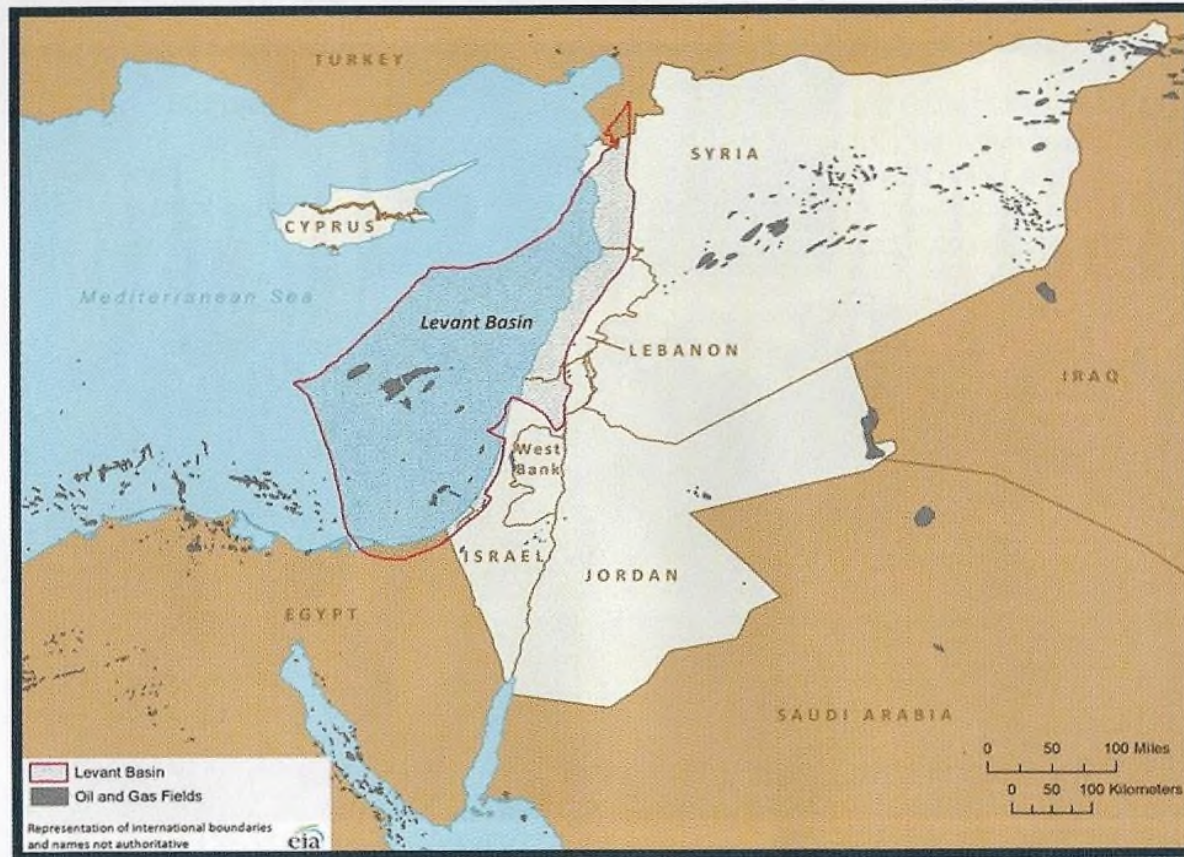 TURKEY
SYRIA
CYPRUS
Mediterranean Sea
Levant Basin
LEBANON
IRAQ
West
Bank
ISRAEL
JORDAN
EGYPT
SAUDI ARABIA
0 50 100 Miles
0 50 100 Kilometers
Levant Basin
Oil and Gas Fields
Representation of international boundaries
and names not authoritative
eia